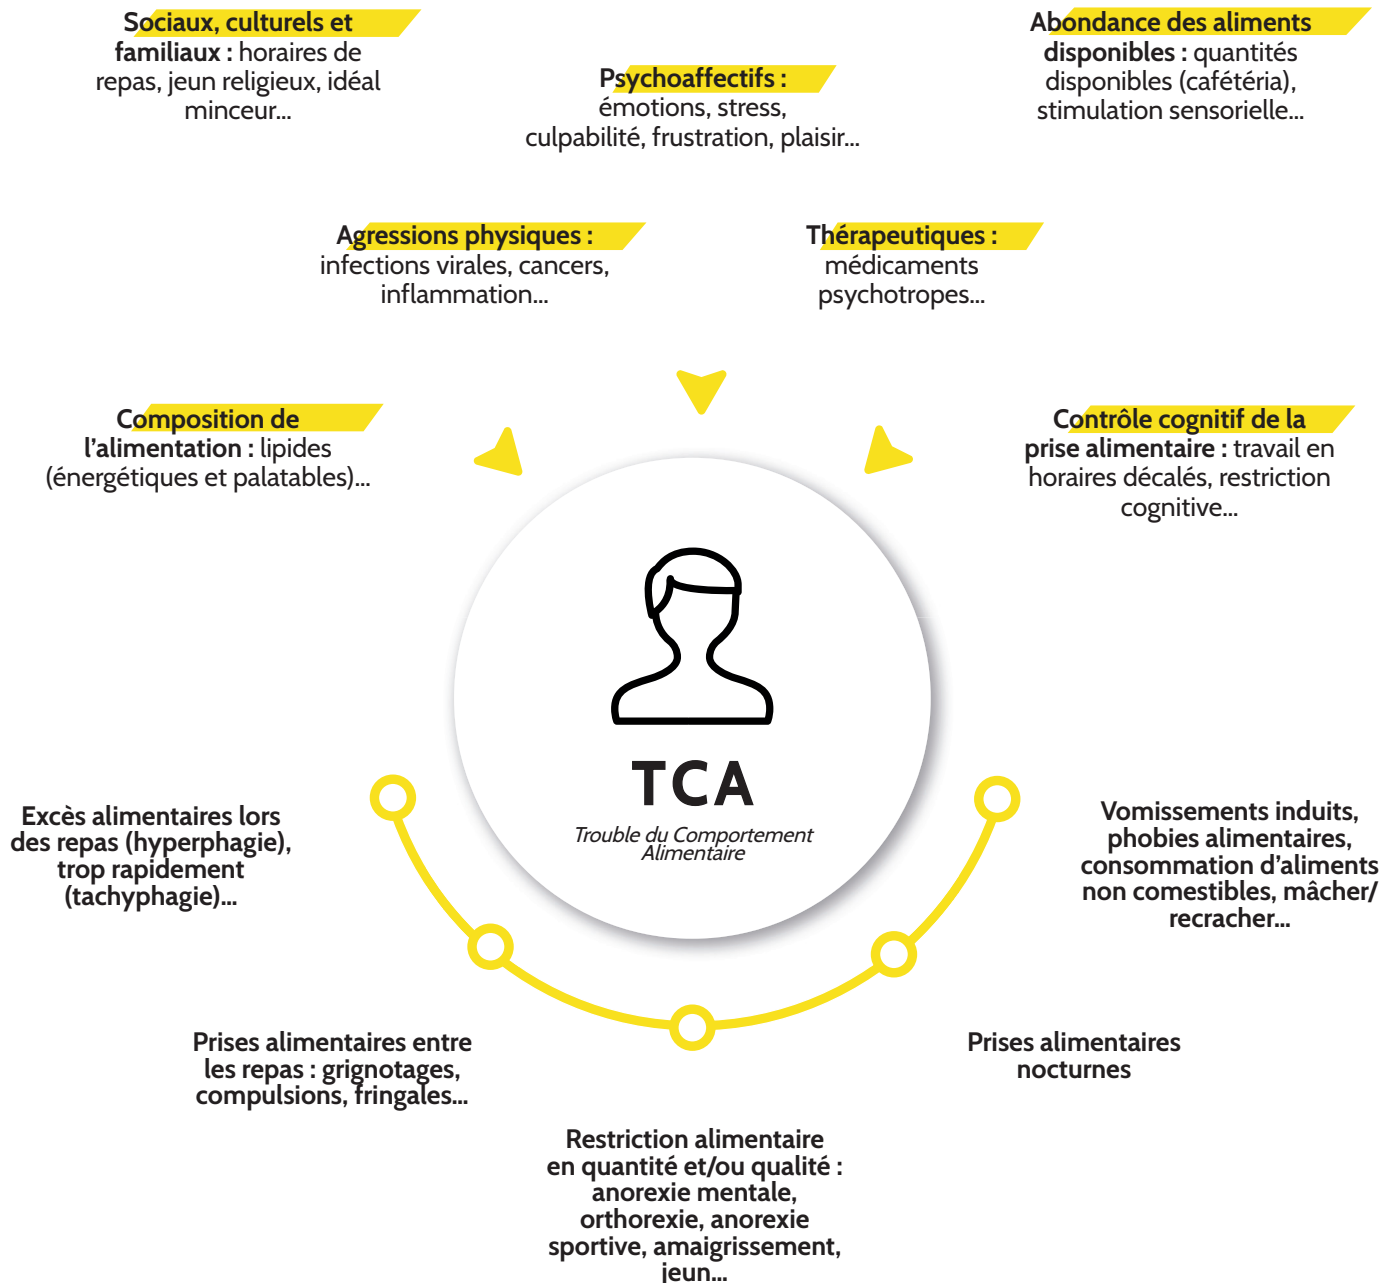 Sociaux, culturels et
familiaux : horaires de
repas, jeun religieux, idéal
minceur...
Psychoaffectifs :
émotions, stress,
culpabilité, frustration, plaisir...
Abondance des aliments
disponibles : quantités
disponibles (cafétéria),
stimulation sensorielle...
Agressions physiques :
infections virales, cancers,
inflammation...
Thérapeutiques :
médicaments
psychotropes...
Composition de
l'alimentation : lipides
(énergétiques et palatables)...
Contrôle cognitif de la
prise alimentaire : travail en
horaires décalés, restriction
cognitive...
TCA
Trouble du Comportement
Alimentaire
Excès alimentaires lors
des repas (hyperphagie),
trop rapidement
(tachyphagie)...
Vomissements induits,
phobies alimentaires,
consommation d'aliments
non comestibles, mâcher/
recracher...
Prises alimentaires entre
les repas : grignotages,
compulsions, fringales...
Prises alimentaires
nocturnes
Restriction alimentaire
en quantité et/ou qualité :
anorexie mentale,
orthorexie, anorexie
sportive, amaigrissement,
jeun...